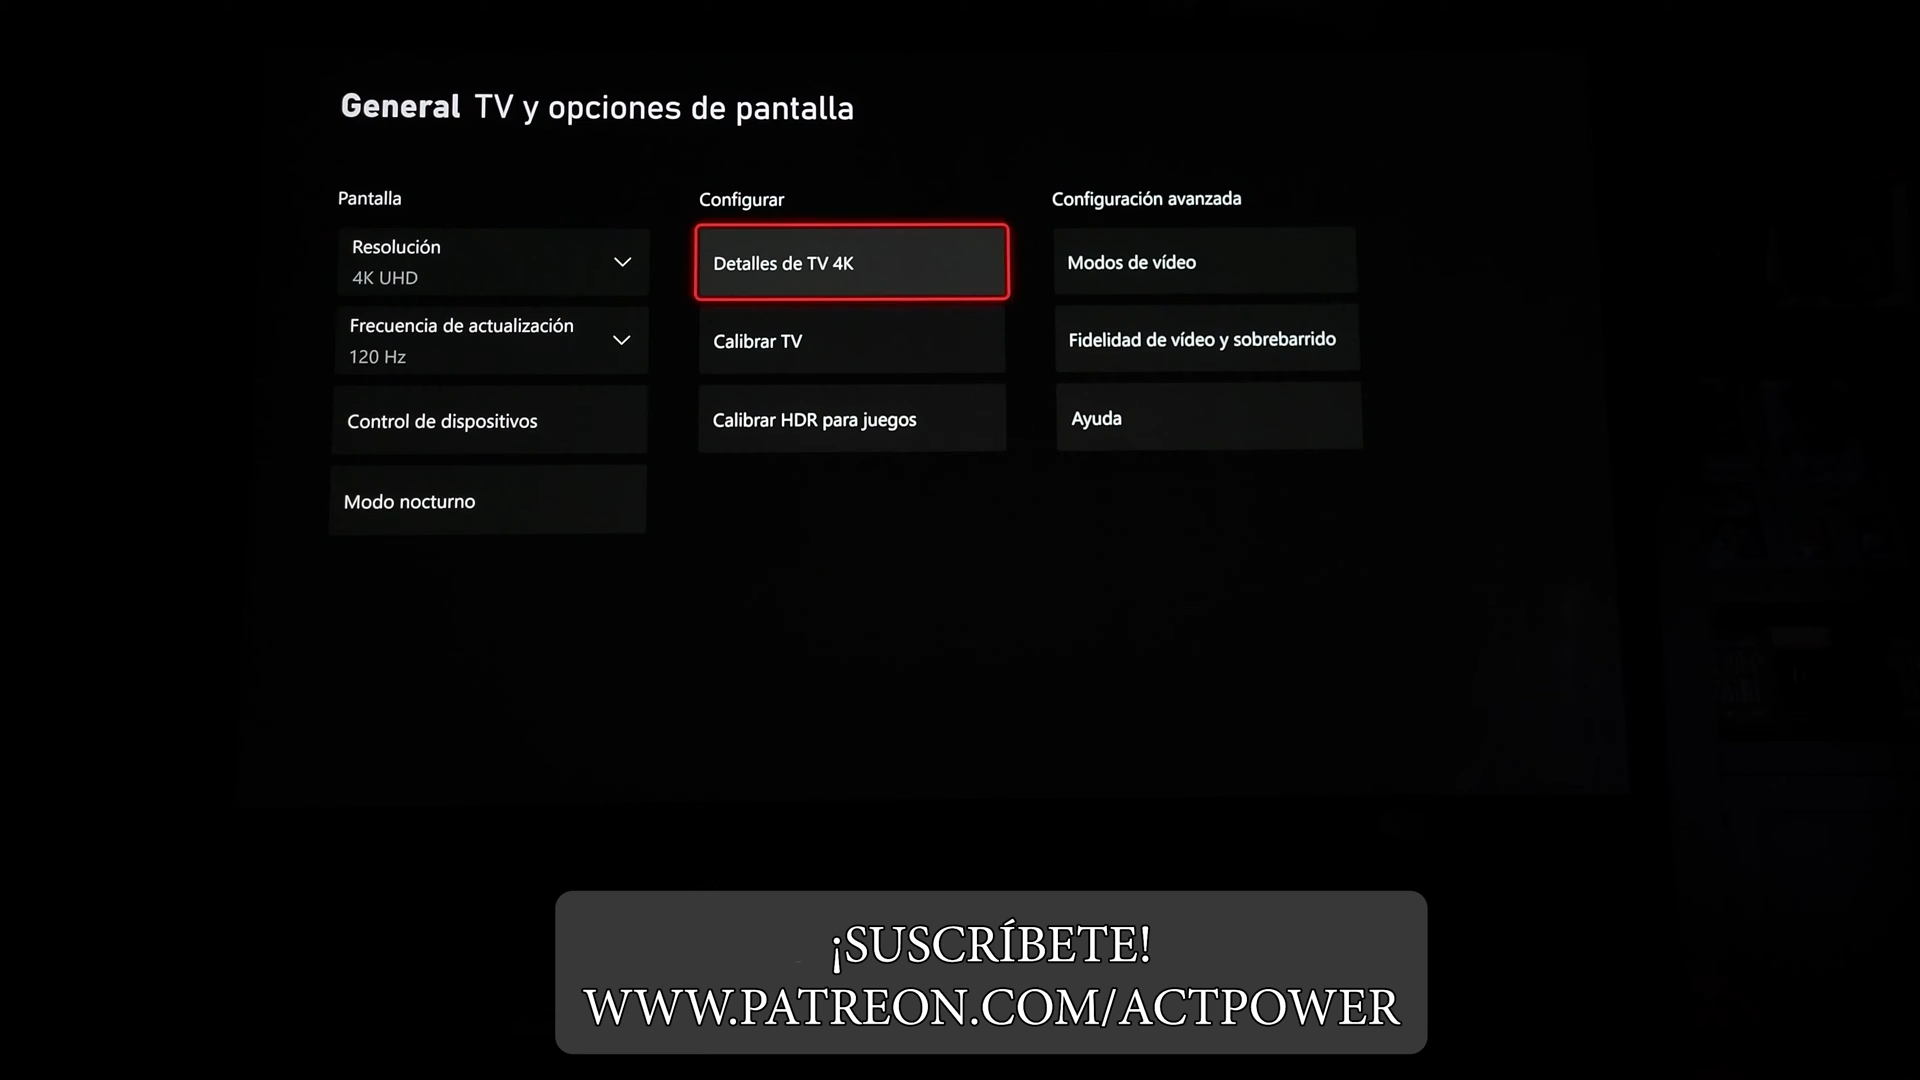 General TV y opciones de pantalla
Pantalla
Resolución
4K UHD
Frecuencia de actualización
120 Hz
Control de dispositivos
Modo nocturno
Configurar
Detalles de TV 4K
Calibrar TV
Calibrar HDR para juegos
Configuración avanzada
Modos de vídeo
Fidelidad de vídeo y sobrebarrido
Ayuda
¡SUSCRÍBETE!
WWW.PATREON.COM/ACTPOWER